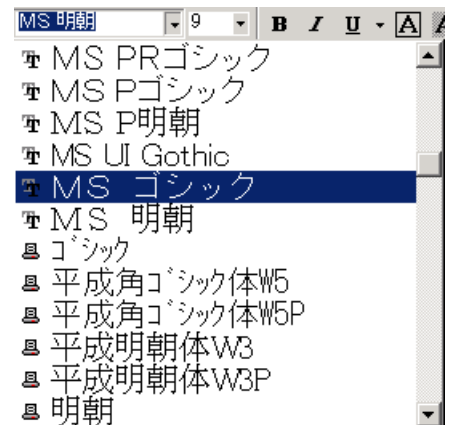 MS 明朝 9 B I U A
MS PRゴシック
MS Pゴシック
MS P明朝
MS UI Gothic
MS ゴシック
MS 明朝
ゴシック
平成角ゴシック体W5
平成角ゴシック体W5P
平成明朝体W3
平成明朝体W3P
明朝